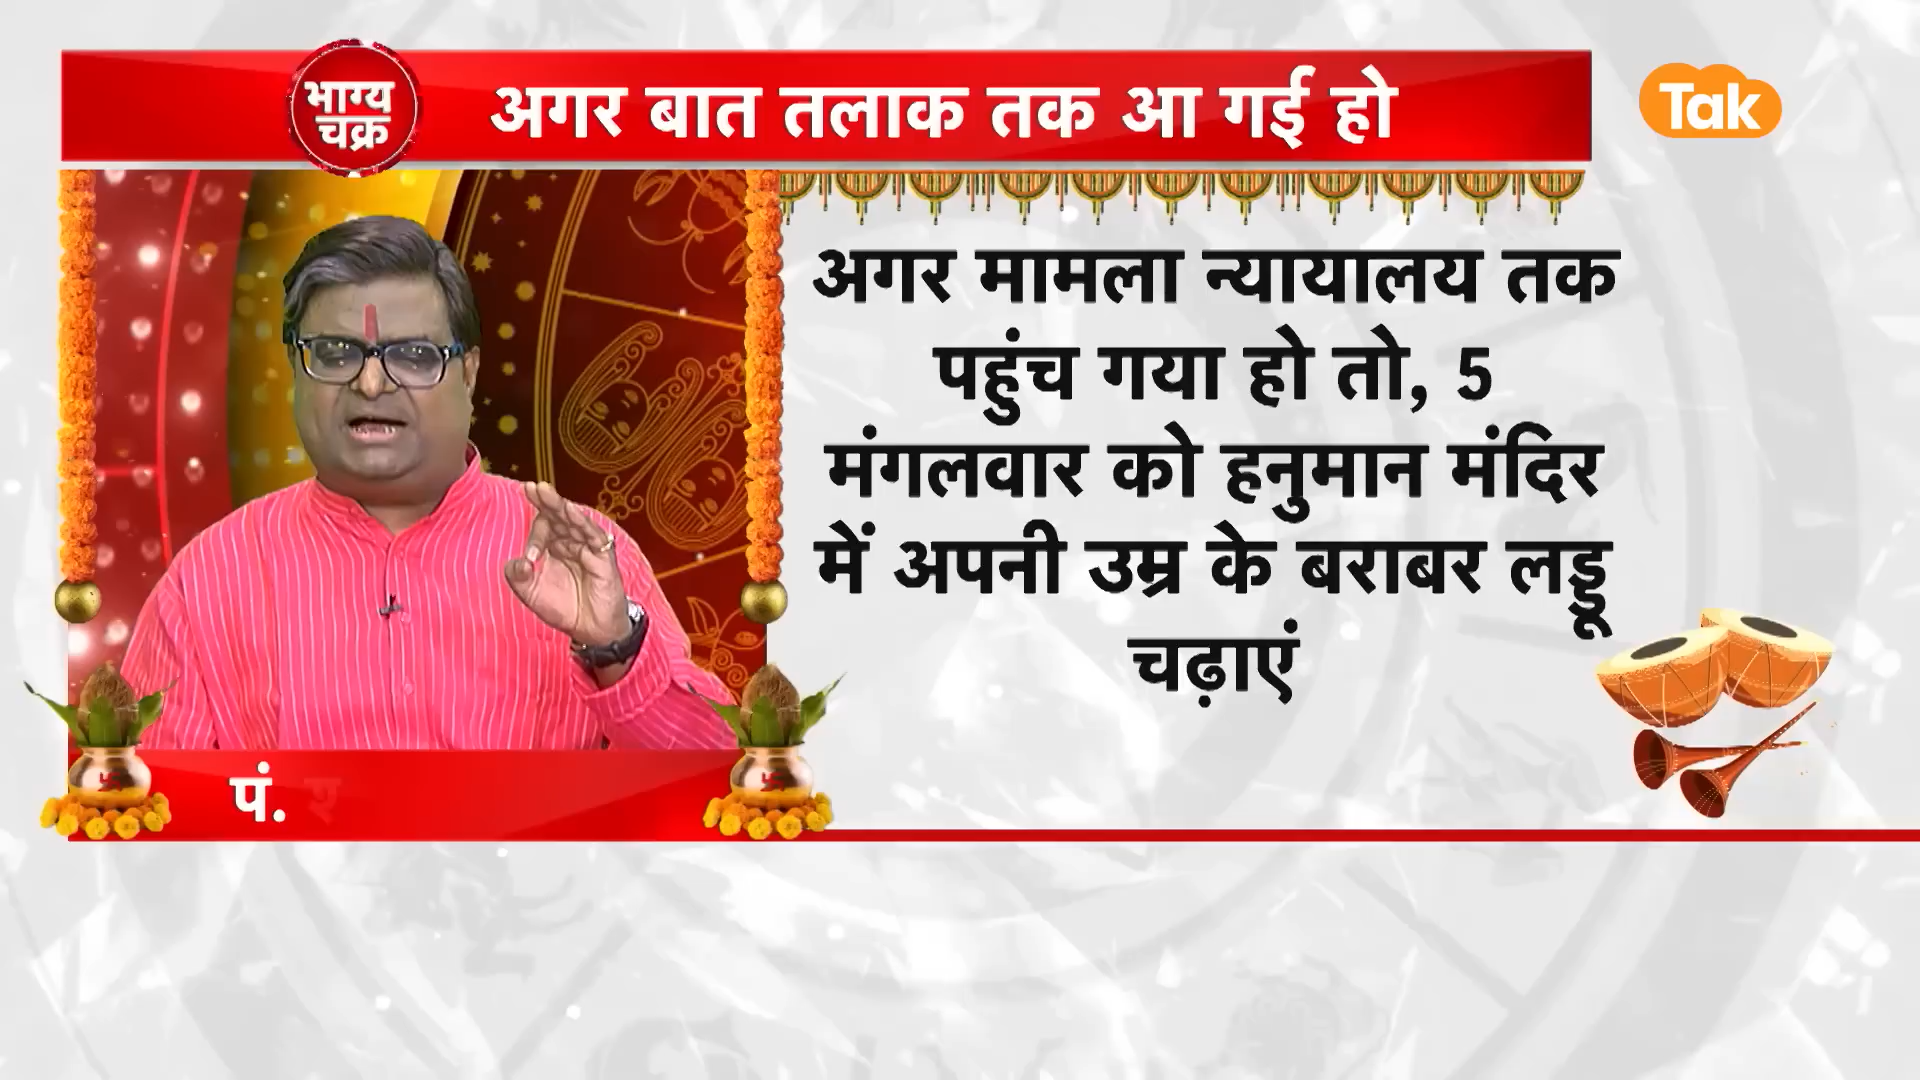 भाग्य
चक्र
अगर बात तलाक तक आ गई हो
Tak
अगर मामला न्यायालय तक
पहुंच गया हो तो, 5
मंगलवार को हनुमान मंदिर
में अपनी उम्र के बराबर लड्डू
चढ़ाएं
पं.